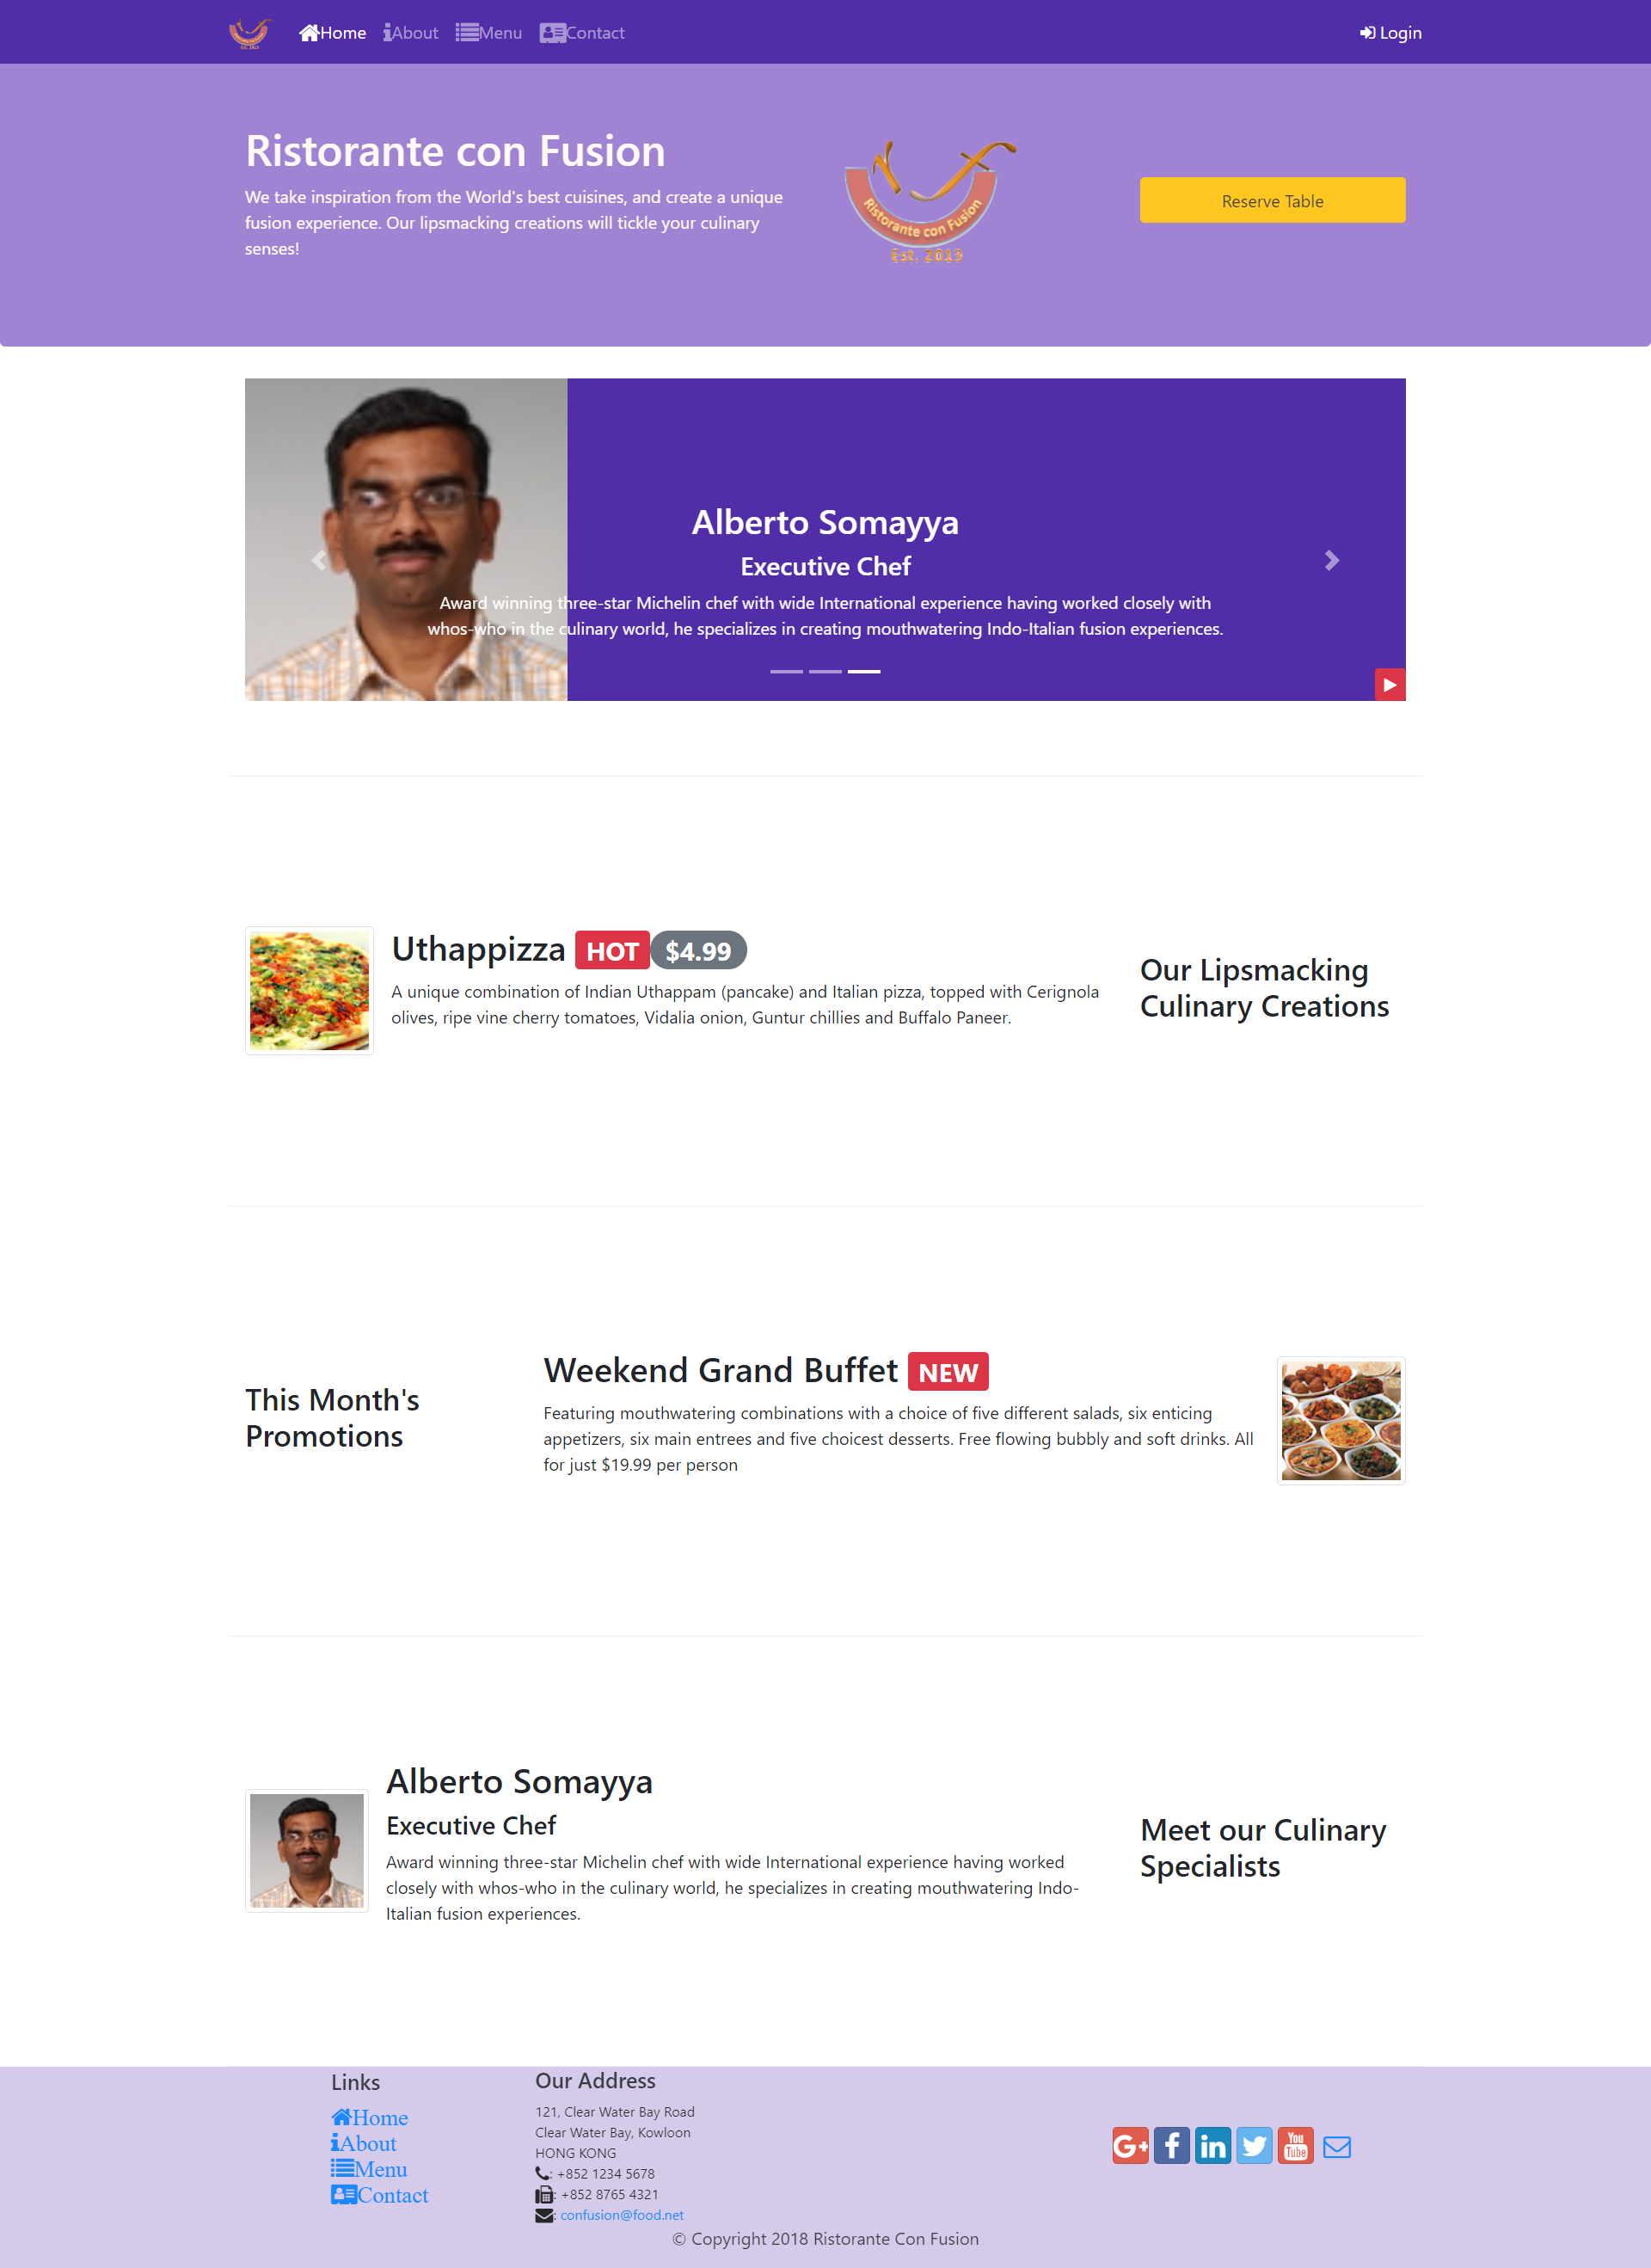 Home About Menu Contact Login
Ristorante con Fusion
We take inspiration from the World's best cuisines, and create a unique
fusion experience. Our lipsmacking creations will tickle your culinary
senses!
Ristorante con Fusion
Est. 2019
Reserve Table
Alberto Somayya
Executive Chef
Award winning three-star Michelin chef with wide International experience having worked closely with
whos-who in the culinary world, he specializes in creating mouthwatering Indo-Italian fusion experiences.
Uthappizza HOT $4.99
A unique combination of Indian Uthappam (pancake) and Italian pizza, topped with Cerignola
olives, ripe vine cherry tomatoes, Vidalia onion, Guntur chillies and Buffalo Paneer.
Our Lipsmacking
Culinary Creations
This Month's
Promotions
Weekend Grand Buffet NEW
Featuring mouthwatering combinations with a choice of five different salads, six enticing
appetizers, six main entrees and five choicest desserts. Free flowing bubbly and soft drinks. All
for just $19.99 per person
Alberto Somayya
Executive Chef
Award winning three-star Michelin chef with wide International experience having worked
closely with whos-who in the culinary world, he specializes in creating mouthwatering Indo-
Italian fusion experiences.
Meet our Culinary
Specialists
Links
Home
About
Menu
Contact
Our Address
121, Clear Water Bay Road
Clear Water Bay, Kowloon
HONG KONG
: +852 1234 5678
: +852 8765 4321
: confusion@food.net
G+ f in You Tube
© Copyright 2018 Ristorante Con Fusion